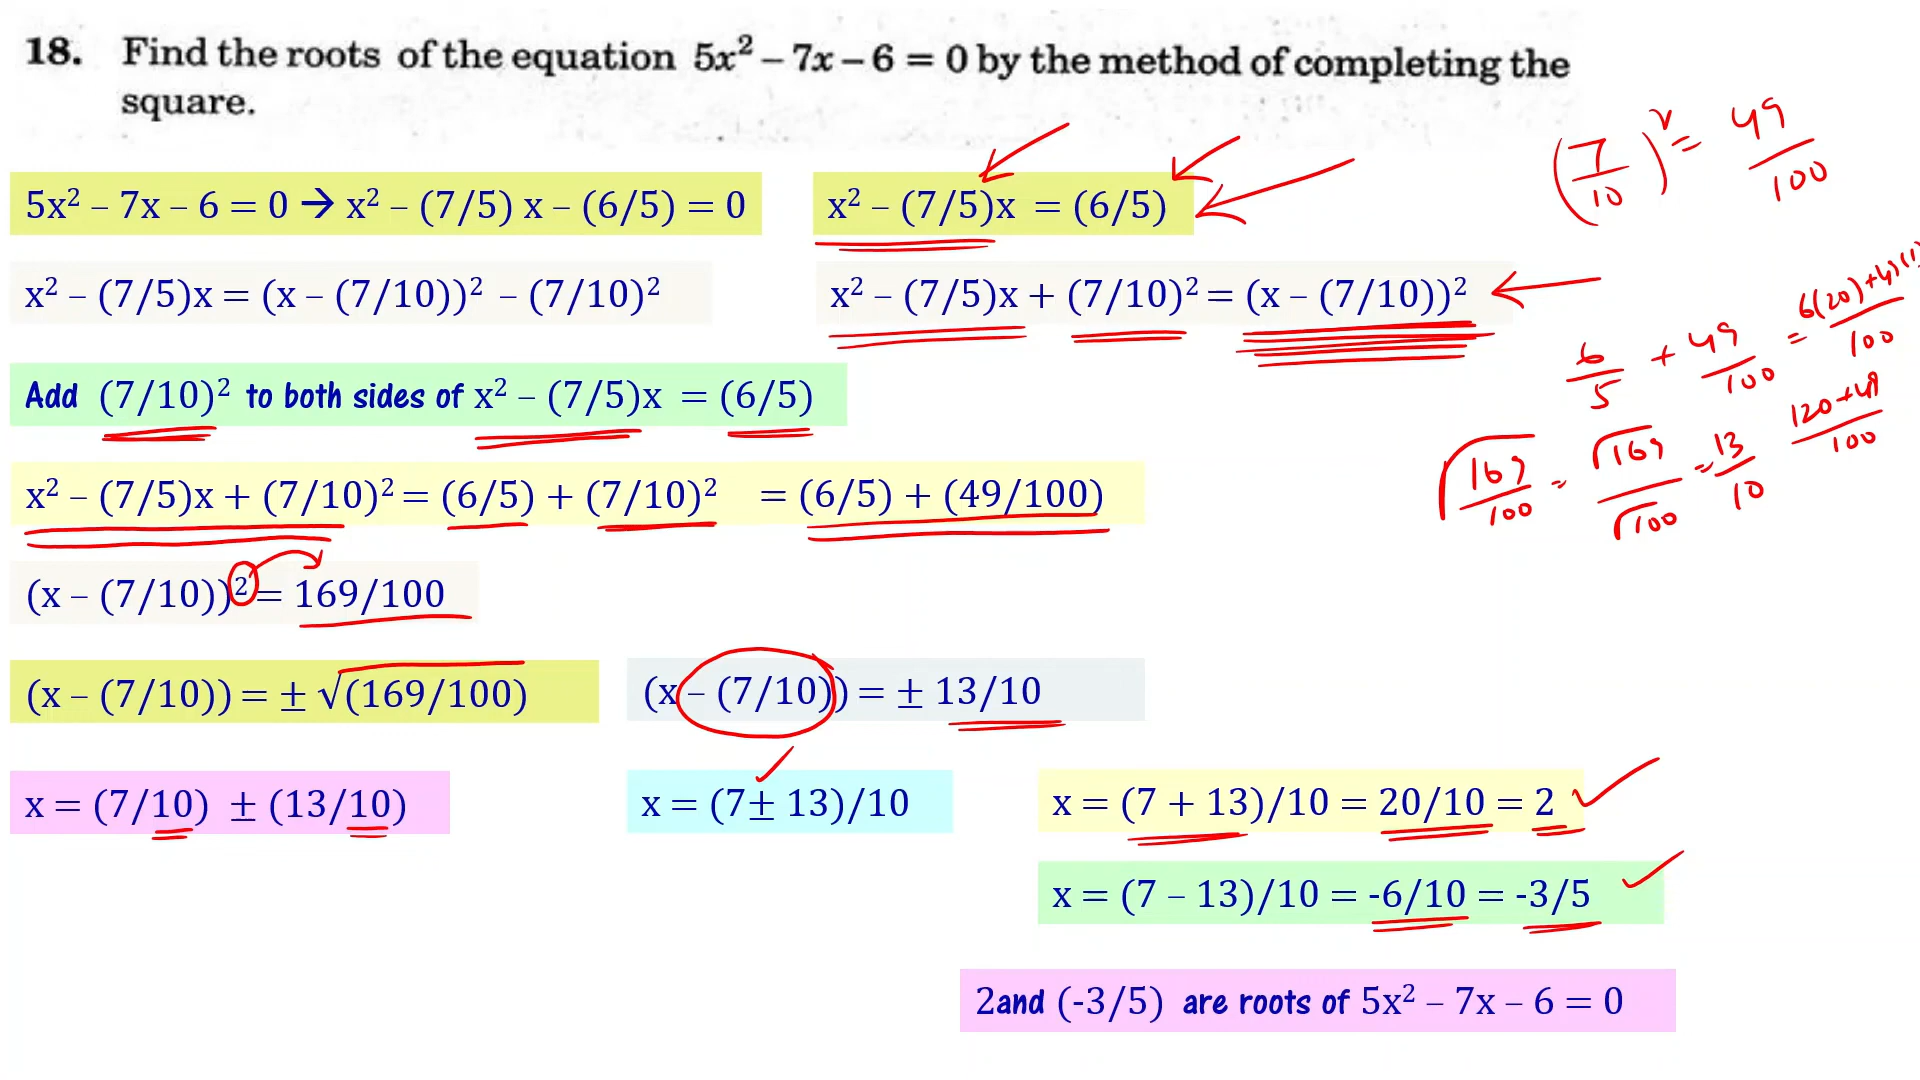 18. Find the roots of the equation 5x² – 7x – 6 = 0 by the method of completing the
square.
5x² – 7x – 6 = 0 → x² – (7/5) x – (6/5) = 0
x² – (7/5)x = (6/5)
(7/10)² = 49/100
x² – (7/5)x = (x – (7/10))² – (7/10)²
x² – (7/5)x + (7/10)² = (x – (7/10))²
6/5 + 49/100 = 6(20)+49(1)/100
120+49/100
Add (7/10)² to both sides of x² – (7/5)x = (6/5)
x² – (7/5)x + (7/10)² = (6/5) + (7/10)² = (6/5) + (49/100)
√169/100 = √169/√100 = 13/10
(x – (7/10))² = 169/100
(x – (7/10)) = ± √(169/100)
(x – (7/10)) = ± 13/10
x = (7/10) ± (13/10)
x = (7± 13)/10
x = (7 + 13)/10 = 20/10 = 2
x = (7 – 13)/10 = -6/10 = -3/5
2and (-3/5) are roots of 5x² – 7x – 6 = 0